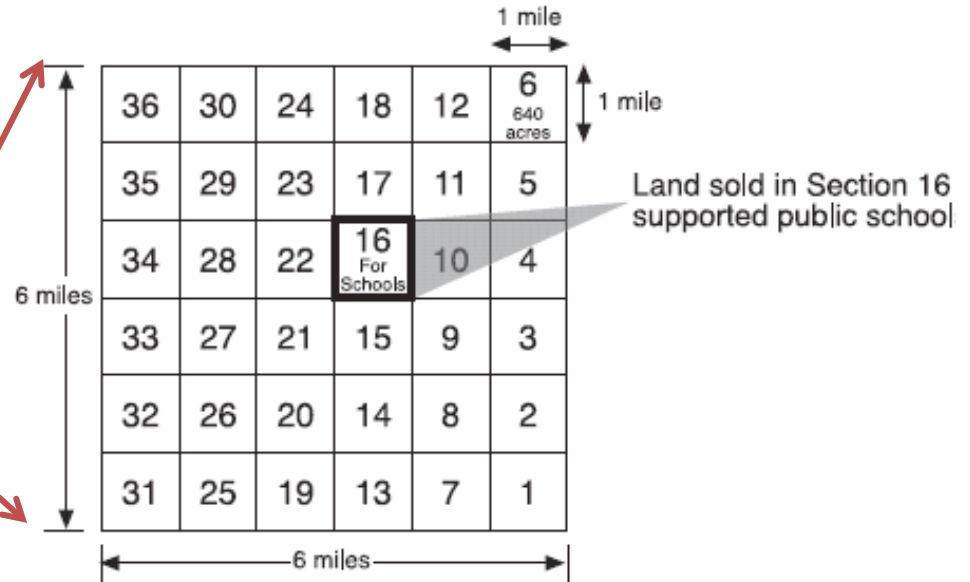 1 mile
36 30 24 18 12 6
640
acres
1 mile
35 29 23 17 11 5
Land sold in Section 16
supported public school
34 28 22 16 10 4
For
Schools
6 miles
33 27 21 15 9 3
32 26 20 14 8 2
31 25 19 13 7 1
6 miles